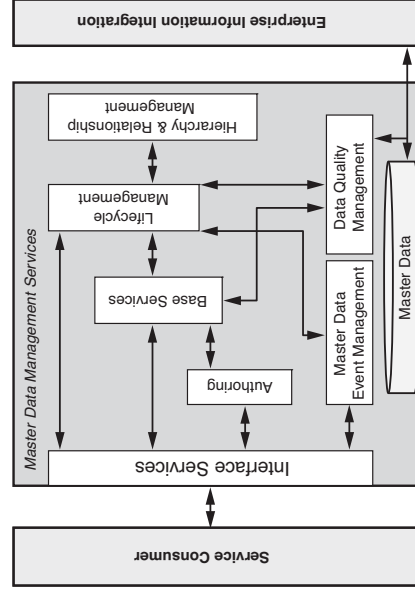 Enterprise Information Integration
Master Data Management Services
Hierarchy & Relationship
Management
Lifecycle
Management
Base Services
Authoring
Interface Services
Data Quality
Management
Master Data
Event Management
Master Data
Service Consumer